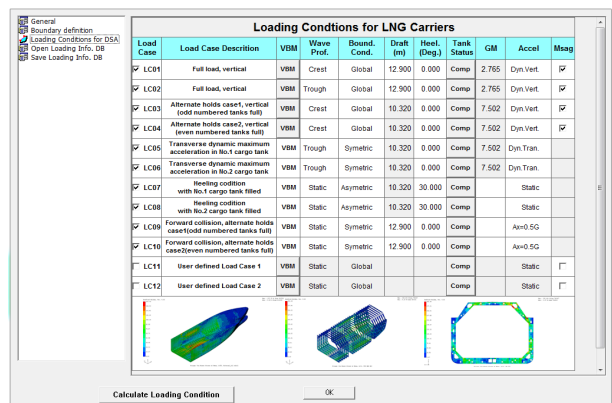 General
Boundary definition
Loading Conditions for DSA
Open Loading Info. DB
Save Loading Info. DB
Loading Condtions for LNG Carriers
Load Case Load Case Descrition VBM Wave Prof. Bound. Cond. Draft (m) Heel. (Deg.) Tank Status GM Accel Msag
LC01 Full load, vertical VBM Crest Global 12.900 0.000 Comp 2.765 Dyn.Vert.
LC02 Full load, vertical VBM Trough Global 12.900 0.000 Comp 2.765 Dyn.Vert.
LC03 Alternate holds case1, vertical (odd numbered tanks full) VBM Crest Global 10.320 0.000 Comp 7.502 Dyn.Vert.
LC04 Alternate holds case2, vertical (even numbered tanks full) VBM Crest Global 10.320 0.000 Comp 7.502 Dyn.Vert.
LC05 Transverse dynamic maximum acceleration in No.1 cargo tank VBM Trough Symetric 10.320 0.000 Comp 7.502 Dyn.Tran.
LC06 Transverse dynamic maximum acceleration in No.2 cargo tank VBM Trough Symetric 10.320 0.000 Comp 7.502 Dyn.Tran.
LC07 Heeling codition with No.1 cargo tank filled VBM Static Asymetric 10.320 30.000 Comp Static
LC08 Heeling codition with No.2 cargo tank filled VBM Static Asymetric 10.320 30.000 Comp Static
LC09 Forward collision, alternate holds case1(odd numbered tanks full) VBM Static Symetric 12.900 0.000 Comp Ax=0.5G
LC10 Forward collision, alternate holds case2(even numbered tanks full) VBM Static Symetric 12.900 0.000 Comp Ax=0.5G
LC11 User defined Load Case 1 VBM Static Global Comp Static
LC12 User defined Load Case 2 VBM Static Global Comp Static
Calculate Loading Condition OK